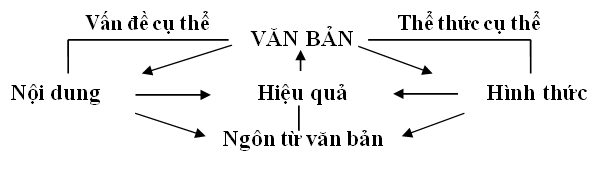 Vấn đề cụ thể
Thể thức cụ thể
VĂN BẢN
Nội dung
Hiệu quả
Hình thức
Ngôn từ văn bản